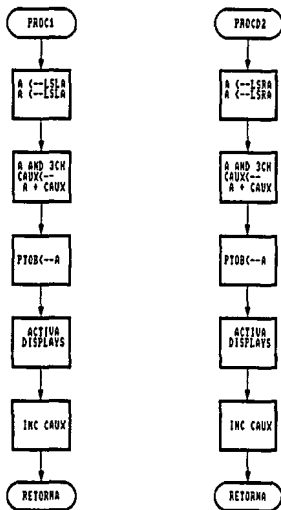 PROC1
A <--LSLA
A <--LSLA
A AND 3CH
CAUX<--
A + CAUX
PTOB<--A
ACTIVA
DISPLAYS
INC CAUX
RETORNA
PROCD2
A <--LSRA
A <--LSRA
A AND 3CH
CAUX<--
A + CAUX
PTOB<--A
ACTIVA
DISPLAYS
INC CAUX
RETORNA